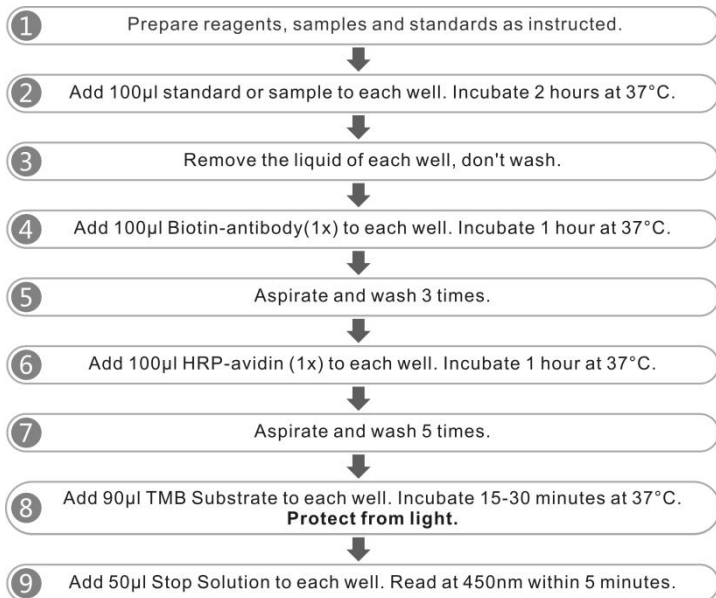 1 Prepare reagents, samples and standards as instructed.
2 Add 100μl standard or sample to each well. Incubate 2 hours at 37°C.
3 Remove the liquid of each well, don't wash.
4 Add 100μl Biotin-antibody(1x) to each well. Incubate 1 hour at 37°C.
5 Aspirate and wash 3 times.
6 Add 100μl HRP-avidin (1x) to each well. Incubate 1 hour at 37°C.
7 Aspirate and wash 5 times.
8 Add 90μl TMB Substrate to each well. Incubate 15-30 minutes at 37°C.
Protect from light.
9 Add 50μl Stop Solution to each well. Read at 450nm within 5 minutes.